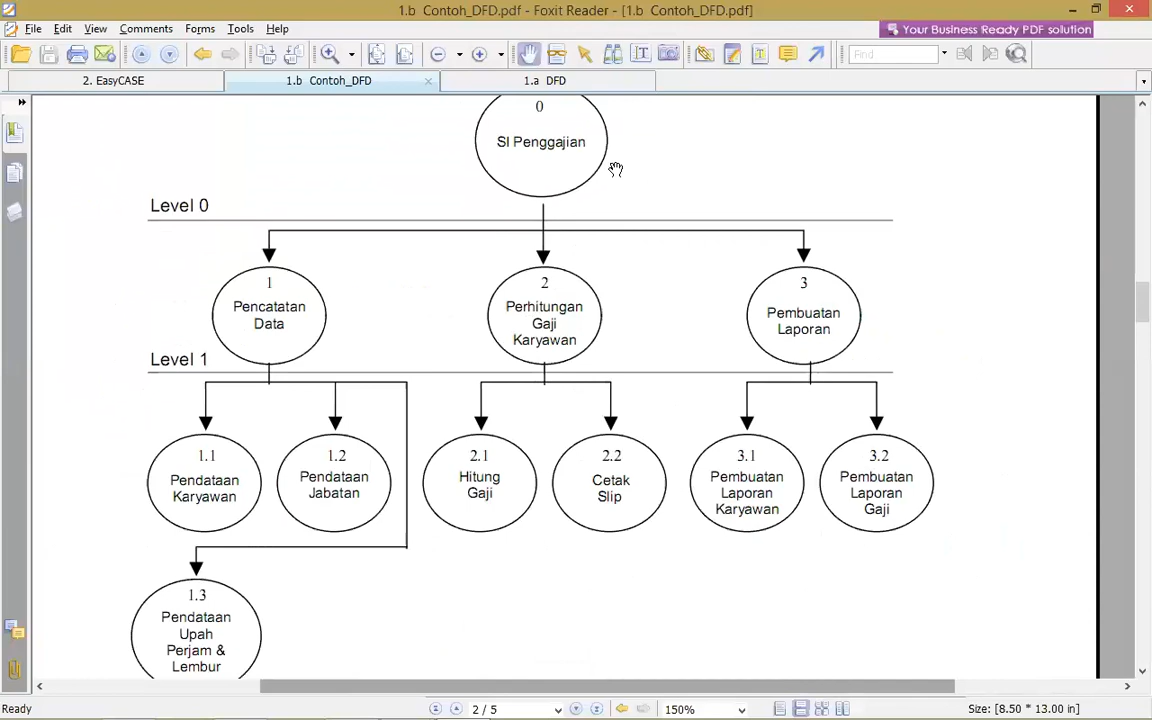 1.b Contoh_DFD.pdf - Foxit Reader - [1.b Contoh_DFD.pdf]
File Edit View Comments Forms Tools Help
Your Business Ready PDF solution
Find
2. EasyCASE
1.b Contoh_DFD
1.a DFD
0
SI Penggajian
Level 0
1
Pencatatan
Data
2
Perhitungan
Gaji
Karyawan
3
Pembuatan
Laporan
Level 1
1.1
Pendataan
Karyawan
1.2
Pendataan
Jabatan
2.1
Hitung
Gaji
2.2
Cetak
Slip
3.1
Pembuatan
Laporan
Karyawan
3.2
Pembuatan
Laporan
Gaji
1.3
Pendataan
Upah
Perjam &
Lembur
Ready
2 / 5
150%
Size: [8.50 * 13.00 in]